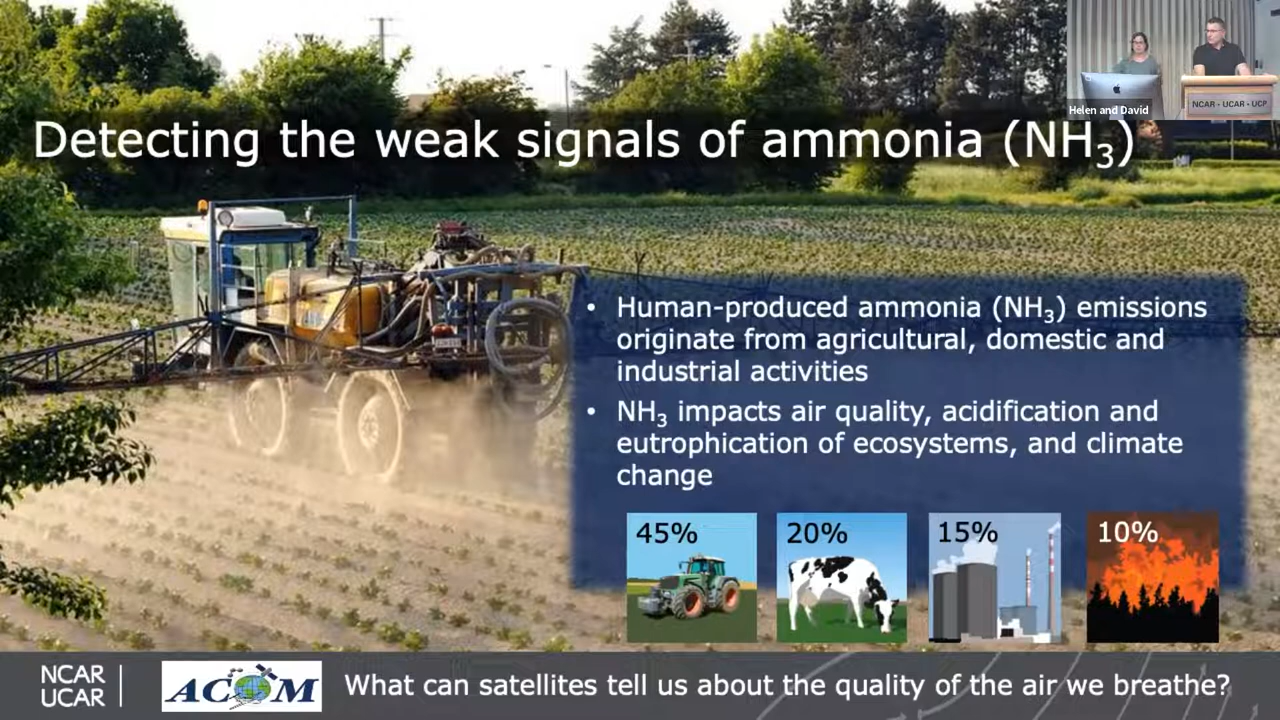 NCAR • UCAR • UCP
Helen and David
Detecting the weak signals of ammonia (NH₃)
• Human-produced ammonia (NH₃) emissions
originate from agricultural, domestic and
industrial activities
• NH₃ impacts air quality, acidification and
eutrophication of ecosystems, and climate
change
45%
20%
15%
10%
NCAR
UCAR
ACOM
What can satellites tell us about the quality of the air we breathe?